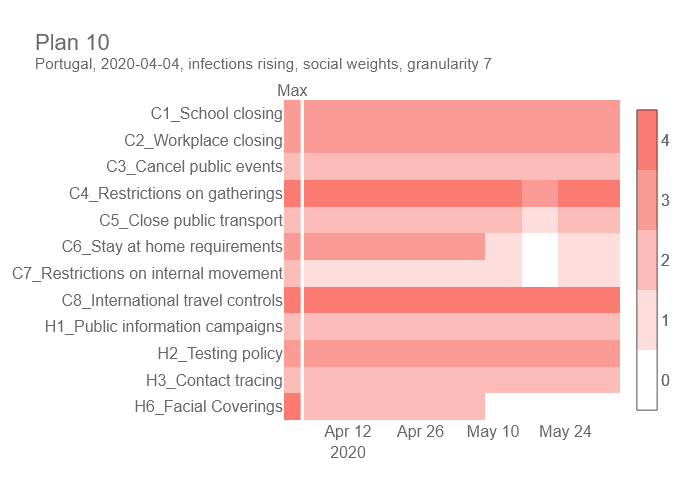 Plan 10
Portugal, 2020-04-04, infections rising, social weights, granularity 7
Max
C1_School closing
C2_Workplace closing
C3_Cancel public events
C4_Restrictions on gatherings
C5_Close public transport
C6_Stay at home requirements
C7_Restrictions on internal movement
C8_International travel controls
H1_Public information campaigns
H2_Testing policy
H3_Contact tracing
H6_Facial Coverings
Apr 12 Apr 26 May 10 May 24
2020
4
3
2
1
0